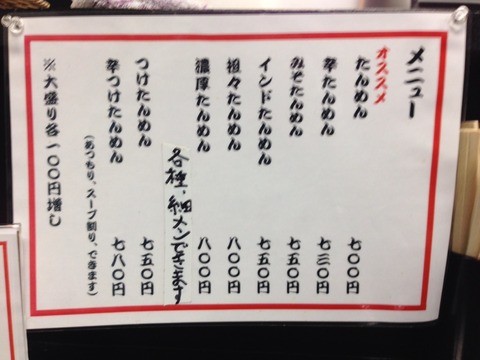 メニュー
オススメ
たんめん 七〇〇円
辛たんめん 七三〇円
みそたんめん 七五〇円
インドたんめん 七五〇円
担々たんめん 八〇〇円
濃厚たんめん 八〇〇円
各種、細メンできます
つけたんめん 七五〇円
辛つけたんめん 七八〇円
(あつもり、スープ割り、できます)
※大盛り各一〇〇円増し